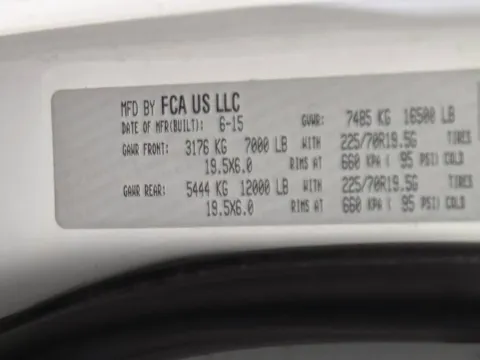 MFD BY FCA US LLC
DATE OF MFR(BUILT): 6-15 GVWR: 7485 KG 16500 LB
GAWR FRONT: 3176 KG 7000 LB WITH 225/70R19.5G TIRES
19.5X6.0 RIMS AT 660 KPA ( 95 PSI) COLD
GAWR REAR: 5444 KG 12000 LB WITH 225/70R19.5G TIRES
19.5X6.0 RIMS AT 660 KPA ( 95 PSI) COLD